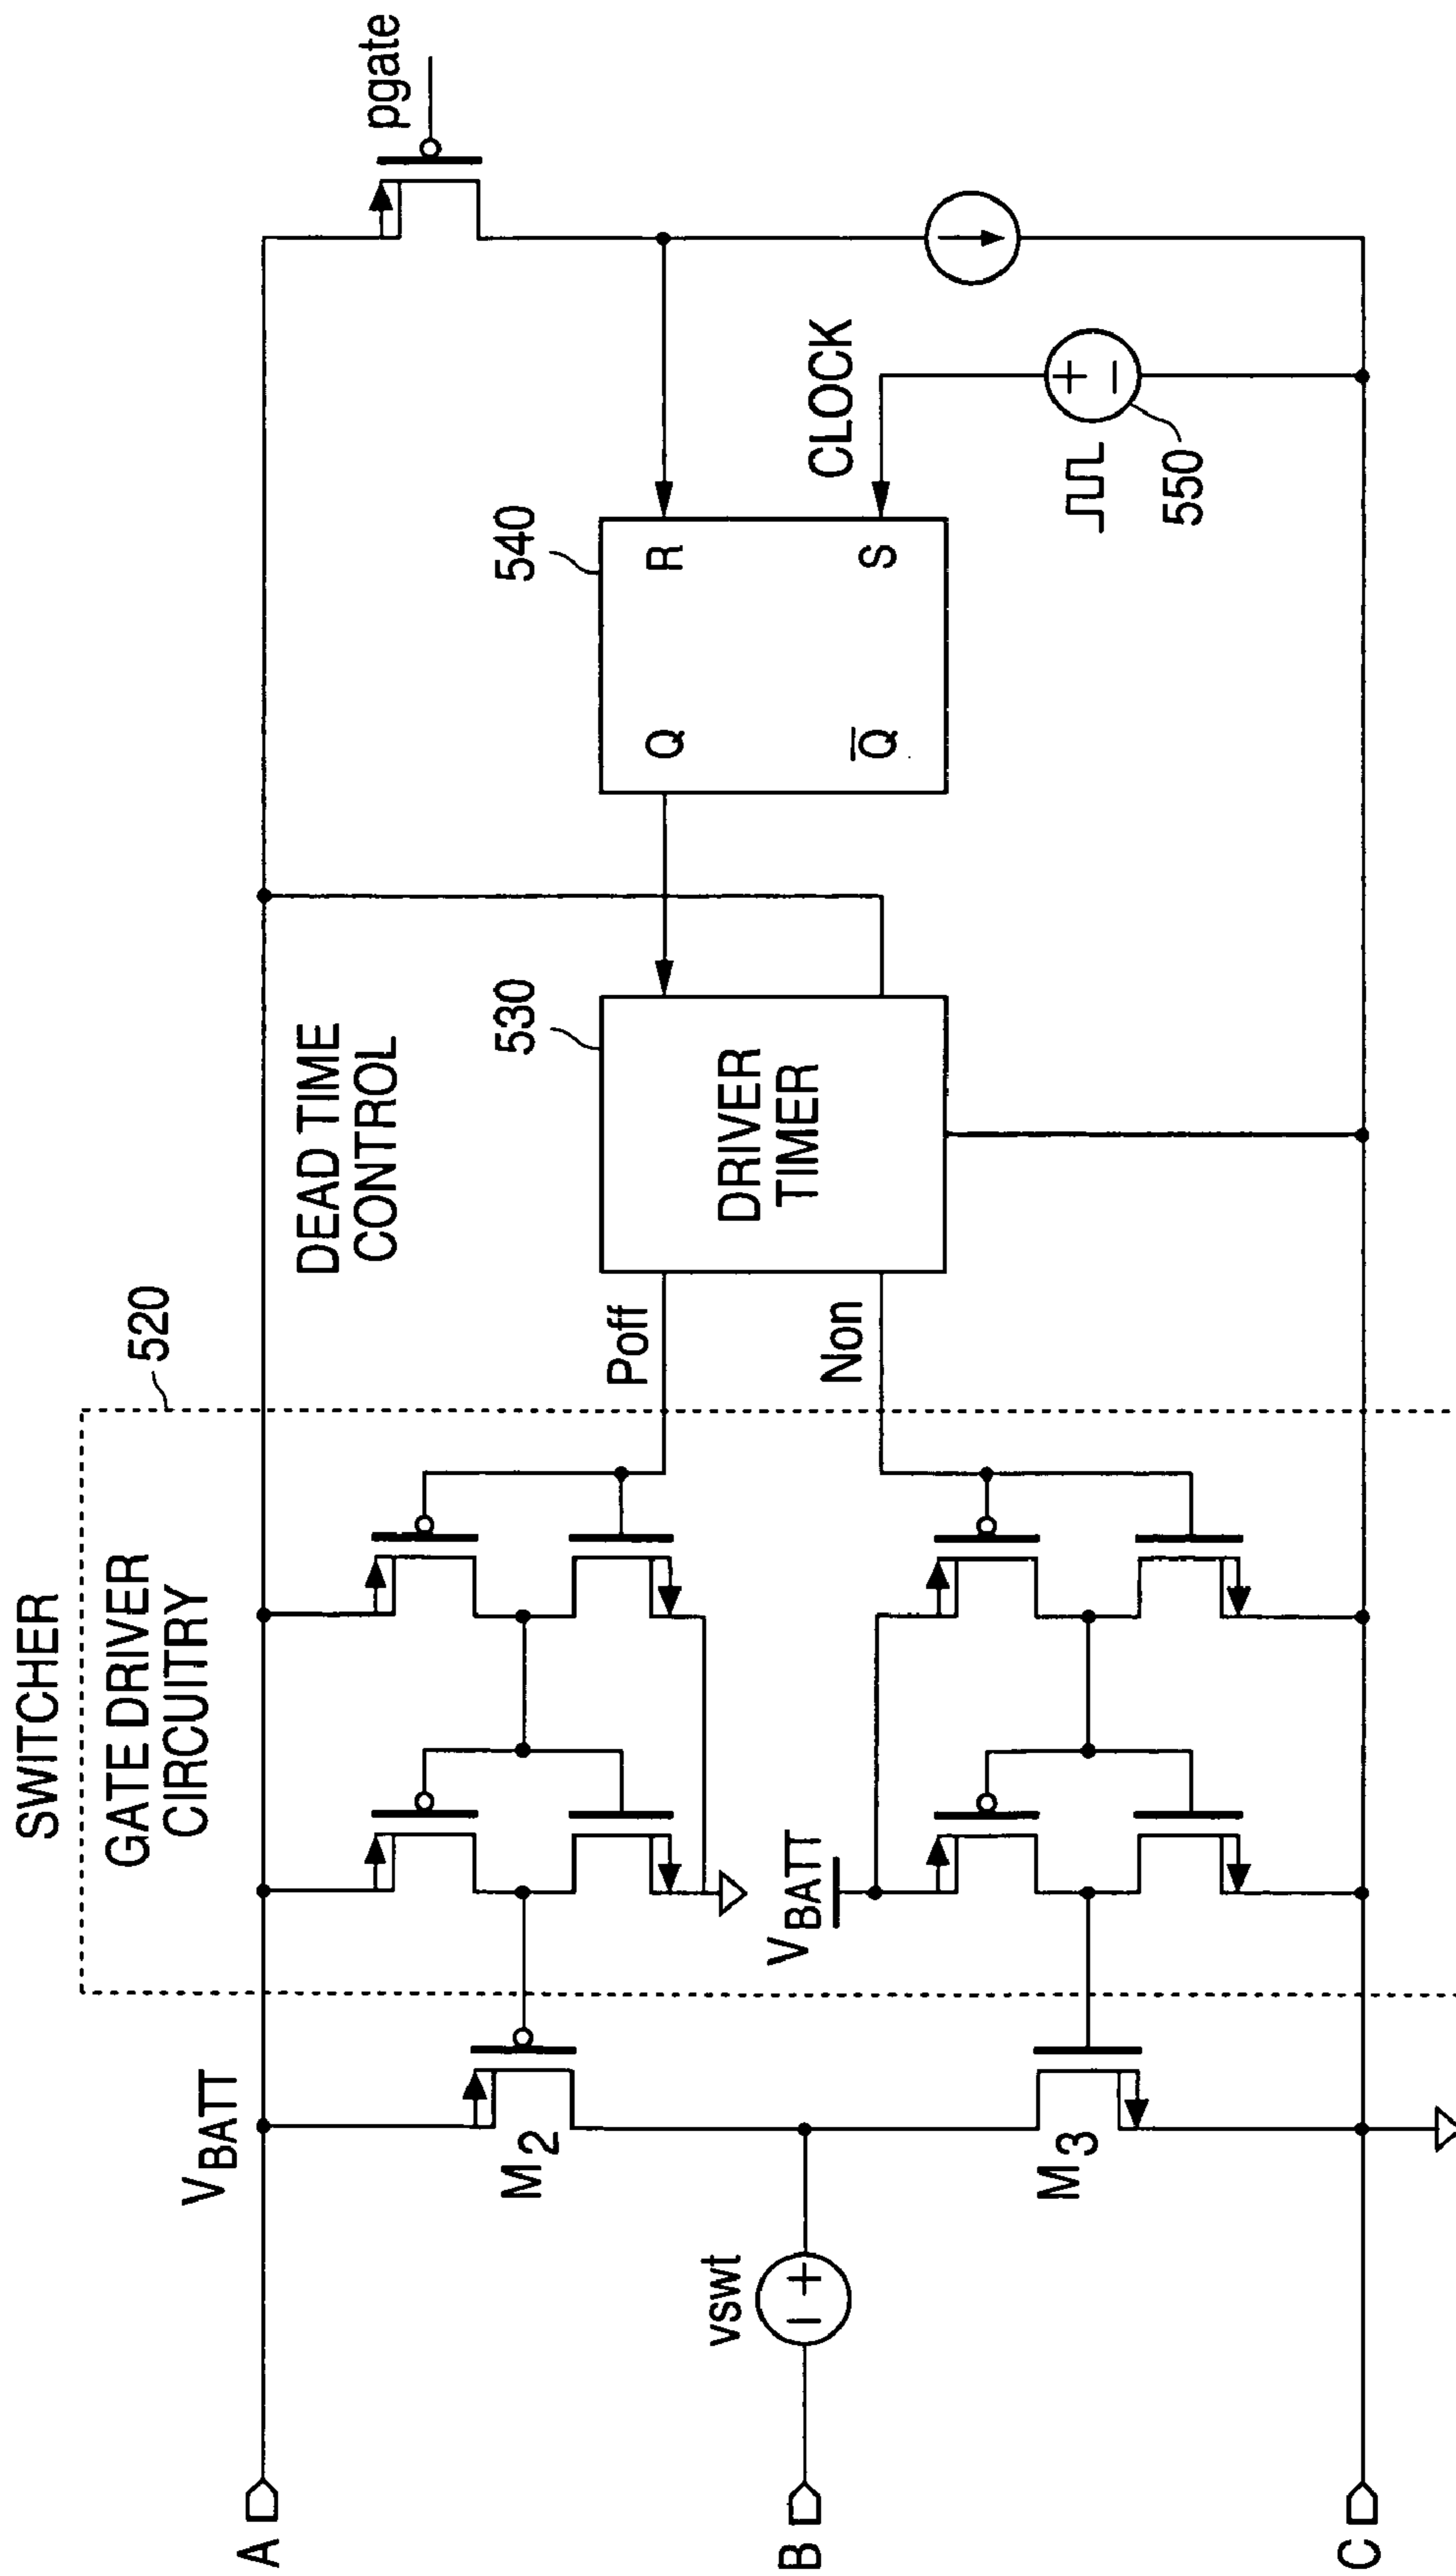 SWITCHER
520
GATE DRIVER
CIRCUITRY
A
VBATT
DEAD TIME
CONTROL
pgate
M2
Poff
530
540
DRIVER
TIMER
Q
R
Q̅
S
CLOCK
B
vswt
+
−
VBATT
Non
+
−
550
M3
C